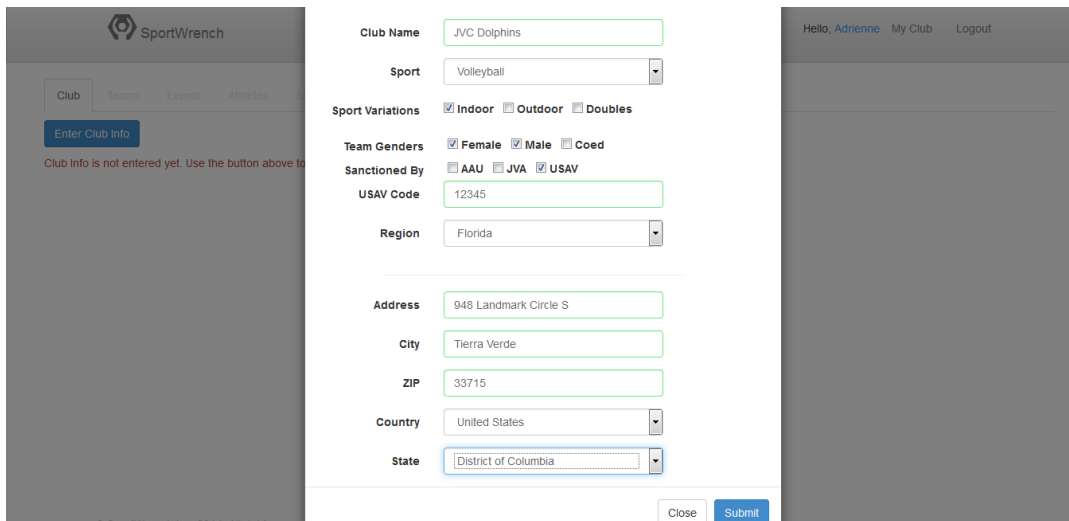 SportWrench
Hello, Adrienne My Club Logout
Club Teams Events Athletes
Enter Club Info
Club Info is not entered yet. Use the button above to
Club Name JVC Dolphins
Sport Volleyball
Sport Variations Indoor Outdoor Doubles
Team Genders Female Male Coed
Sanctioned By AAU JVA USAV
USAV Code 12345
Region Florida
Address 948 Landmark Circle S
City Tierra Verde
ZIP 33715
Country United States
State District of Columbia
Close Submit